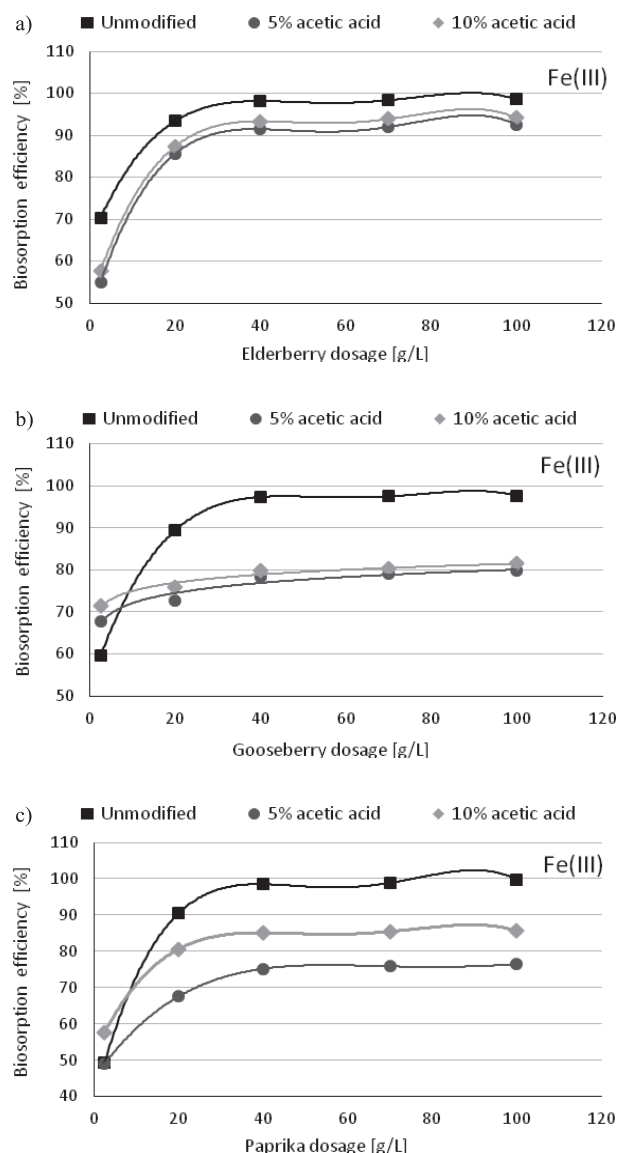 a)
Unmodified 5% acetic acid 10% acetic acid
Fe(III)
Biosorption efficiency [%]
110
100
90
80
70
60
50
0 20 40 60 80 100 120
Elderberry dosage [g/L]
b)
Unmodified 5% acetic acid 10% acetic acid
Fe(III)
Biosorption efficiency [%]
110
100
90
80
70
60
50
0 20 40 60 80 100 120
Gooseberry dosage [g/L]
c)
Unmodified 5% acetic acid 10% acetic acid
Fe(III)
Biosorption efficiency [%]
110
100
90
80
70
60
50
40
0 20 40 60 80 100 120
Paprika dosage [g/L]